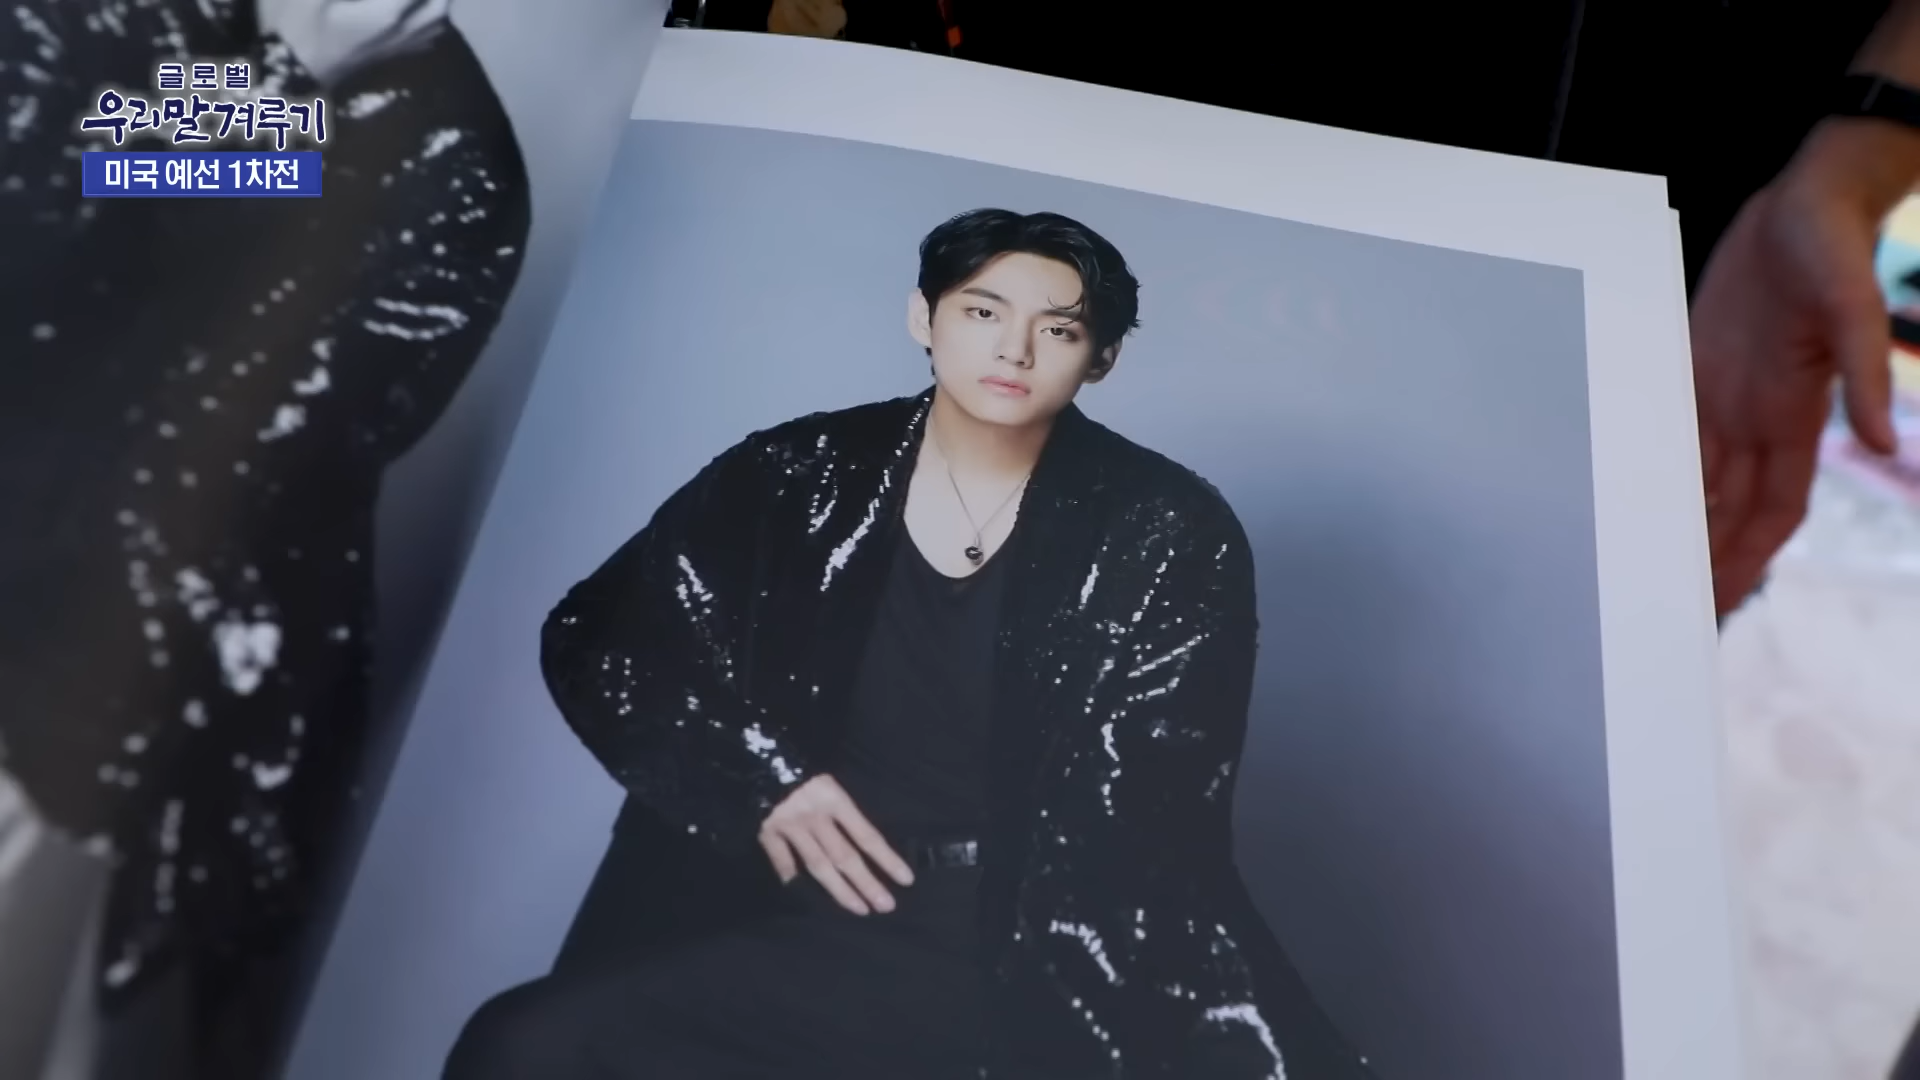 글로벌
우리말 겨루기
미국 예선 1차전